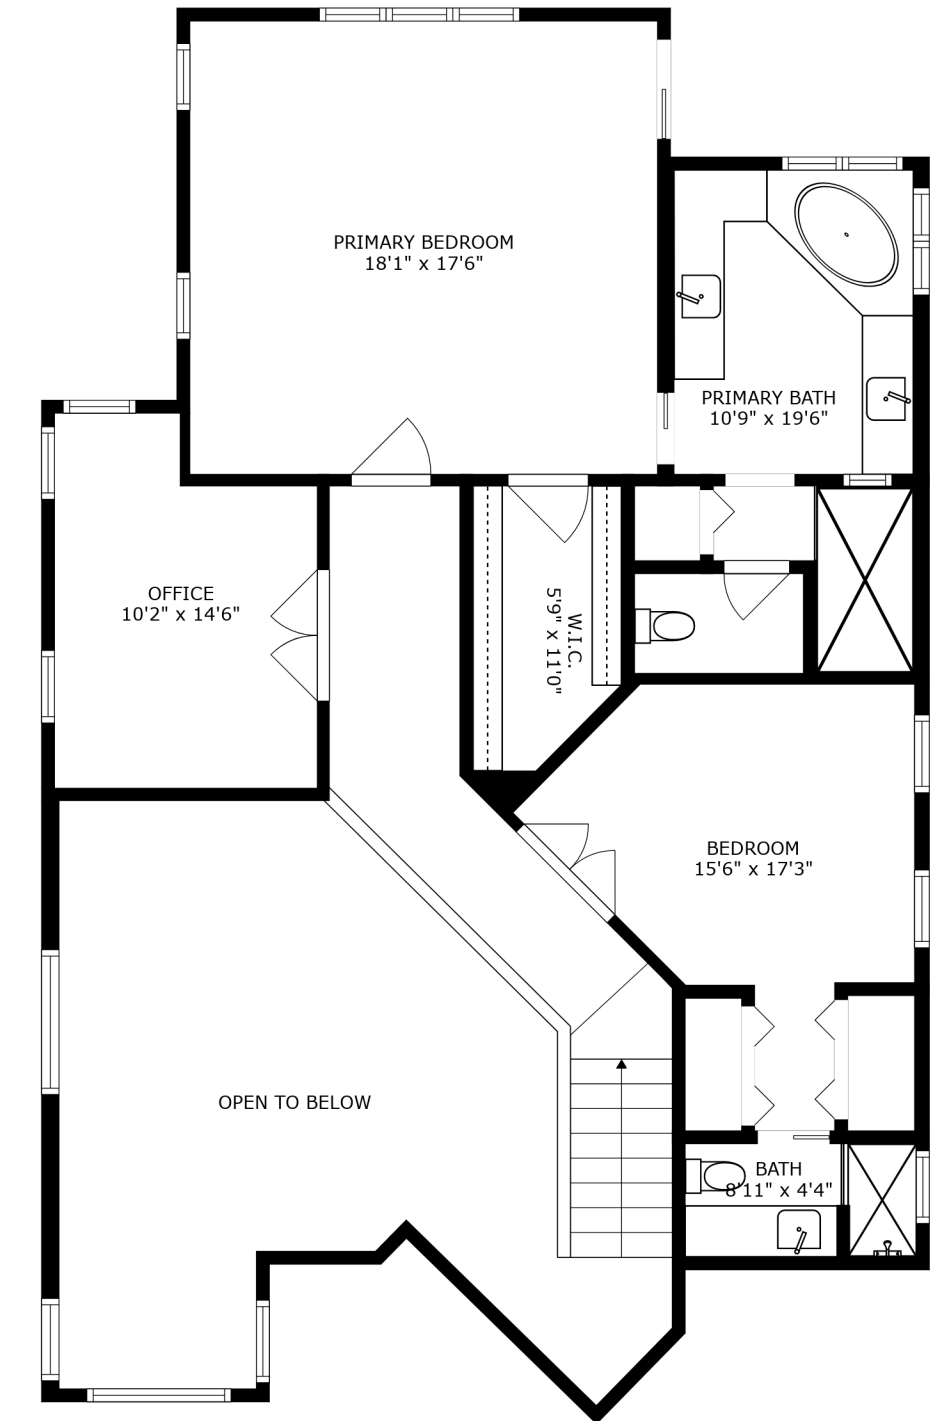 PRIMARY BEDROOM
18'1" x 17'6"
PRIMARY BATH
10'9" x 19'6"
OFFICE
10'2" x 14'6"
W.I.C.
5'9" x 11'0"
BEDROOM
15'6" x 17'3"
OPEN TO BELOW
BATH
8'11" x 4'4"